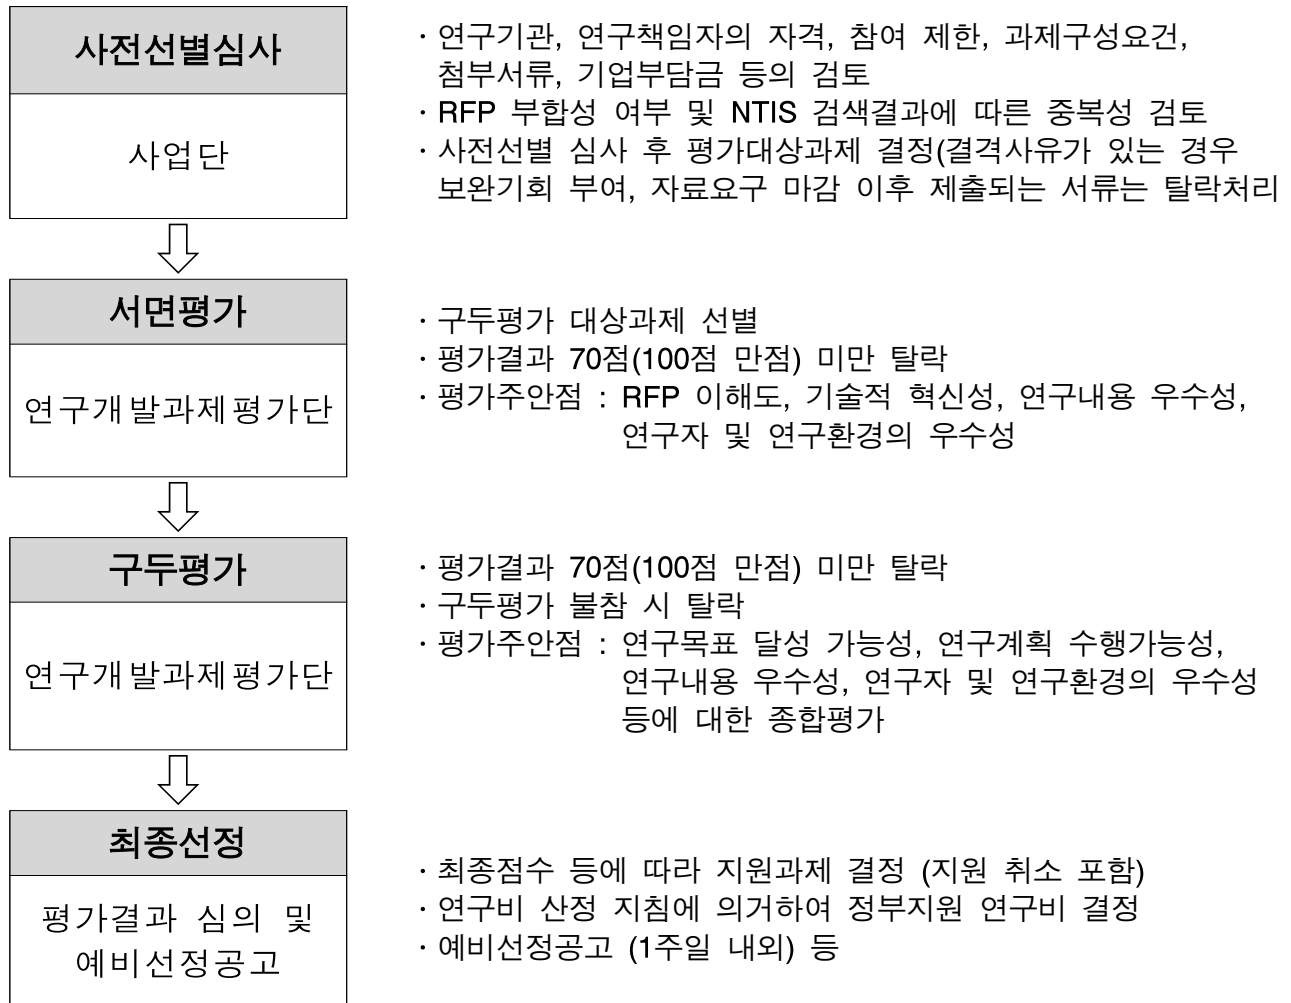 사전선별심사
사업단
· 연구기관, 연구책임자의 자격, 참여 제한, 과제구성요건,
첨부서류, 기업부담금 등의 검토
· RFP 부합성 여부 및 NTIS 검색결과에 따른 중복성 검토
· 사전선별 심사 후 평가대상과제 결정(결격사유가 있는 경우
보완기회 부여, 자료요구 마감 이후 제출되는 서류는 탈락처리
서면평가
연구개발과제평가단
· 구두평가 대상과제 선별
· 평가결과 70점(100점 만점) 미만 탈락
· 평가주안점 : RFP 이해도, 기술적 혁신성, 연구내용 우수성,
연구자 및 연구환경의 우수성
구두평가
연구개발과제평가단
· 평가결과 70점(100점 만점) 미만 탈락
· 구두평가 불참 시 탈락
· 평가주안점 : 연구목표 달성 가능성, 연구계획 수행가능성,
연구내용 우수성, 연구자 및 연구환경의 우수성
등에 대한 종합평가
최종선정
평가결과 심의 및
예비선정공고
· 최종점수 등에 따라 지원과제 결정 (지원 취소 포함)
· 연구비 산정 지침에 의거하여 정부지원 연구비 결정
· 예비선정공고 (1주일 내외) 등